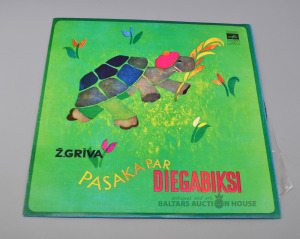 Ž.GRĪVA
PASAKA PAR
DIEGABIKSI
BALTARS AUCTION HOUSE